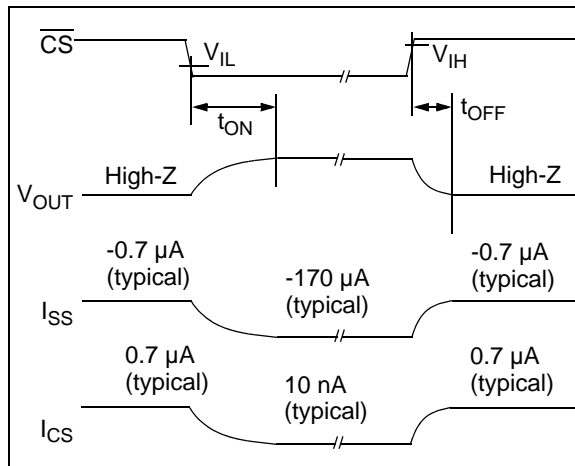 CS
VIL
VIH
tON
tOFF
High-Z
High-Z
VOUT
-0.7 µA
(typical)
-170 µA
(typical)
-0.7 µA
(typical)
ISS
0.7 µA
(typical)
10 nA
(typical)
0.7 µA
(typical)
ICS